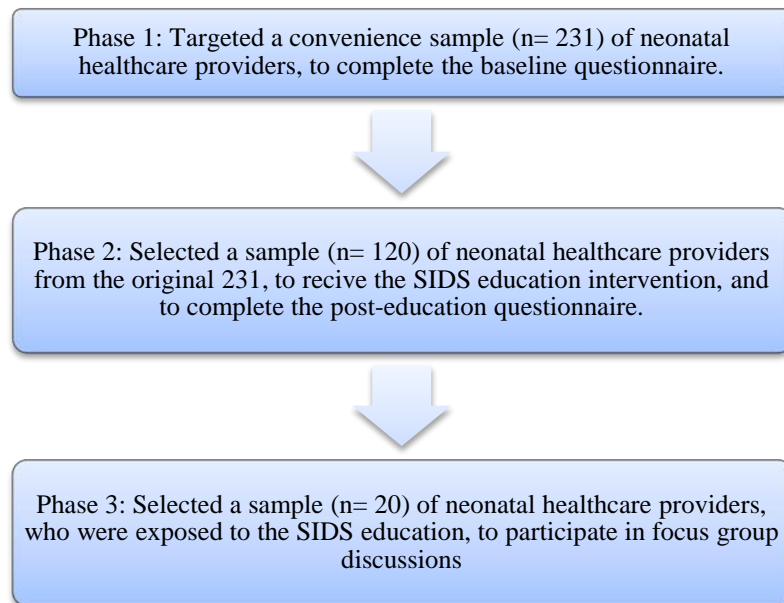 Phase 1: Targeted a convenience sample (n= 231) of neonatal
healthcare providers, to complete the baseline questionnaire.
Phase 2: Selected a sample (n= 120) of neonatal healthcare providers
from the original 231, to recive the SIDS education intervention, and
to complete the post-education questionnaire.
Phase 3: Selected a sample (n= 20) of neonatal healthcare providers,
who were exposed to the SIDS education, to participate in focus group
discussions